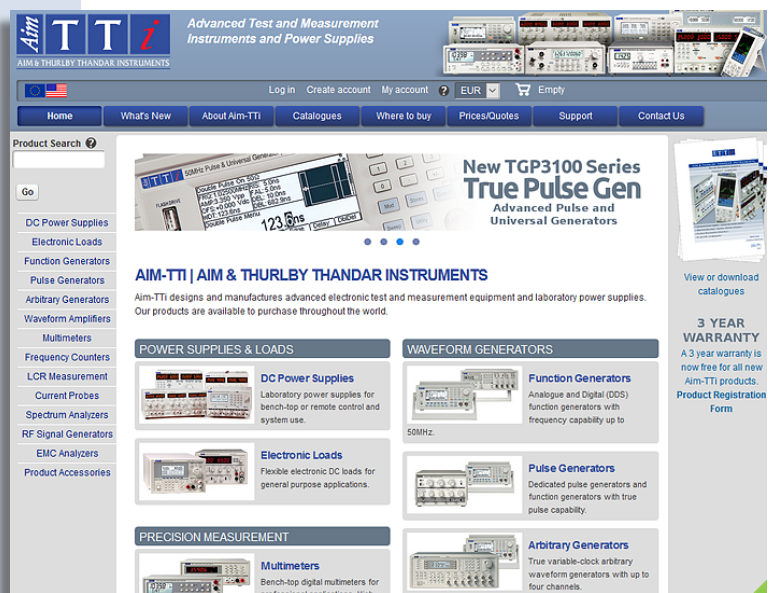 Aim
TTi
AIM & THURLBY THANDAR INSTRUMENTS
Advanced Test and Measurement
Instruments and Power Supplies
Log in Create account My account ? EUR Empty
Home What's New About Aim-TTi Catalogues Where to buy Prices/Quotes Support Contact Us
Product Search ?
Go
DC Power Supplies
Electronic Loads
Function Generators
Pulse Generators
Arbitrary Generators
Waveform Amplifiers
Multimeters
Frequency Counters
LCR Measurement
Current Probes
Spectrum Analyzers
RF Signal Generators
EMC Analyzers
Product Accessories
TTi 50MHz Pulse & Universal Generator
FLASH DRIVE
Double Pulse On 50Ω
Double Pulse Menu
123.6ns
New TGP3100 Series
True Pulse Gen
Advanced Pulse and
Universal Generators
AIM-TTI | AIM & THURLBY THANDAR INSTRUMENTS
Aim-TTi designs and manufactures advanced electronic test and measurement equipment and laboratory power supplies.
Our products are available to purchase throughout the world.
POWER SUPPLIES & LOADS
DC Power Supplies
Laboratory power supplies for
bench-top or remote control and
system use.
Electronic Loads
Flexible electronic DC loads for
general purpose applications.
PRECISION MEASUREMENT
Multimeters
Bench-top digital multimeters for
WAVEFORM GENERATORS
Function Generators
Analogue and Digital (DDS)
function generators with
frequency capability up to
50MHz.
Pulse Generators
Dedicated pulse generators and
function generators with true
pulse capability.
Arbitrary Generators
True variable-clock arbitrary
waveform generators with up to
four channels.
View or download
catalogues
3 YEAR
WARRANTY
A 3 year warranty is
now free for all new
Aim-TTi products.
Product Registration
Form